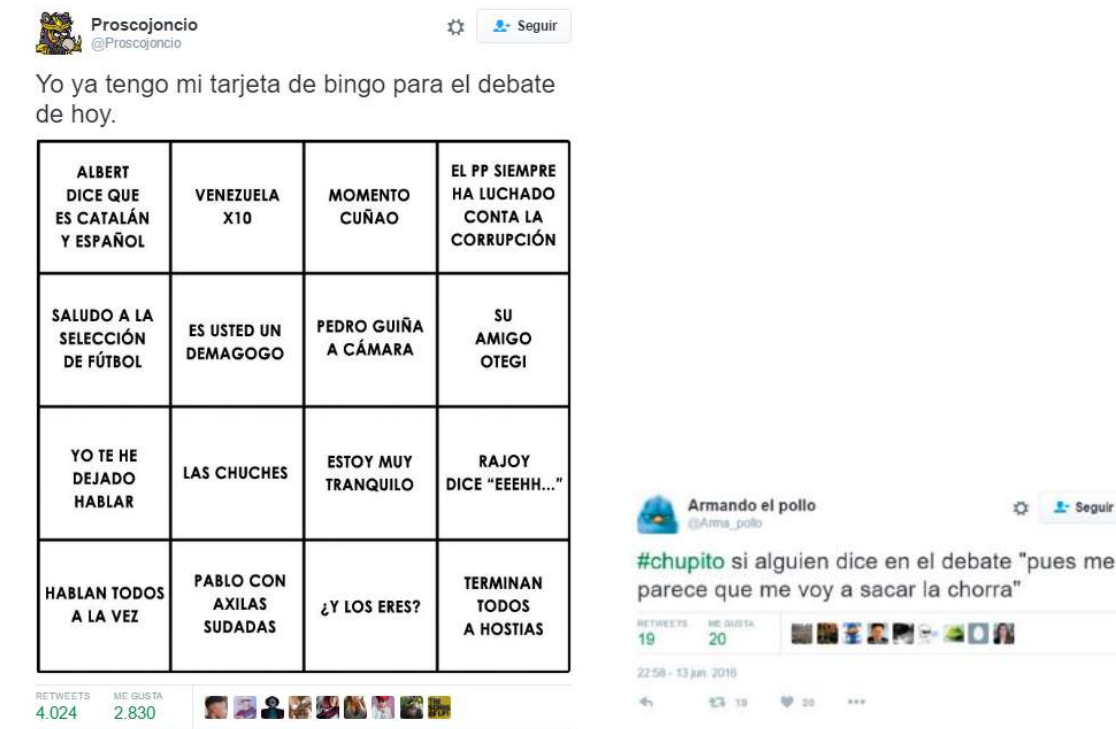 Proscojoncio
@Proscojoncio
Seguir
Yo ya tengo mi tarjeta de bingo para el debate
de hoy.
ALBERT
DICE QUE
ES CATALÁN
Y ESPAÑOL
VENEZUELA
X10
MOMENTO
CUÑAO
EL PP SIEMPRE
HA LUCHADO
CONTA LA
CORRUPCIÓN
SALUDO A LA
SELECCIÓN
DE FÚTBOL
ES USTED UN
DEMAGOGO
PEDRO GUIÑA
A CÁMARA
SU
AMIGO
OTEGI
YO TE HE
DEJADO
HABLAR
LAS CHUCHES
ESTOY MUY
TRANQUILO
RAJOY
DICE "EEEHH..."
HABLAN TODOS
A LA VEZ
PABLO CON
AXILAS
SUDADAS
¿Y LOS ERES?
TERMINAN
TODOS
A HOSTIAS
RETWEETS ME GUSTA
4.024 2.830
Armando el pollo
@Arma_pollo
Seguir
#chupito si alguien dice en el debate "pues me
parece que me voy a sacar la chorra"
RETWEETS ME GUSTA
19 20
22:58 - 13 jun. 2016
19 20